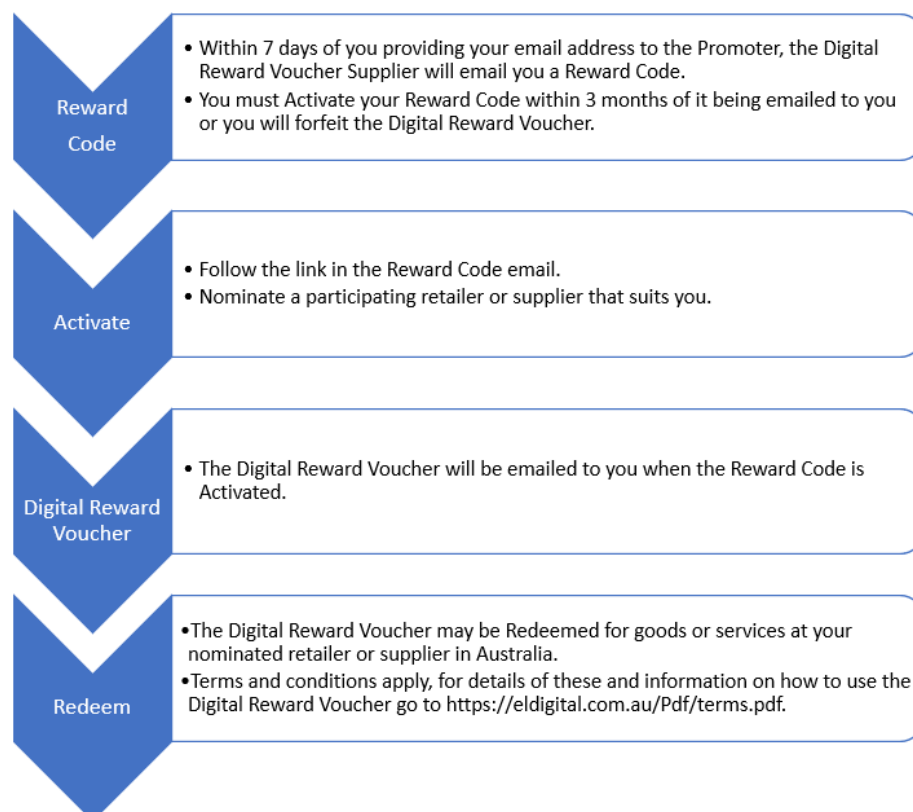 Reward
Code
• Within 7 days of you providing your email address to the Promoter, the Digital
Reward Voucher Supplier will email you a Reward Code.
• You must Activate your Reward Code within 3 months of it being emailed to you
or you will forfeit the Digital Reward Voucher.
Activate
• Follow the link in the Reward Code email.
• Nominate a participating retailer or supplier that suits you.
Digital Reward
Voucher
• The Digital Reward Voucher will be emailed to you when the Reward Code is
Activated.
Redeem
•The Digital Reward Voucher may be Redeemed for goods or services at your
nominated retailer or supplier in Australia.
•Terms and conditions apply, for details of these and information on how to use the
Digital Reward Voucher go to https://eldigital.com.au/Pdf/terms.pdf.